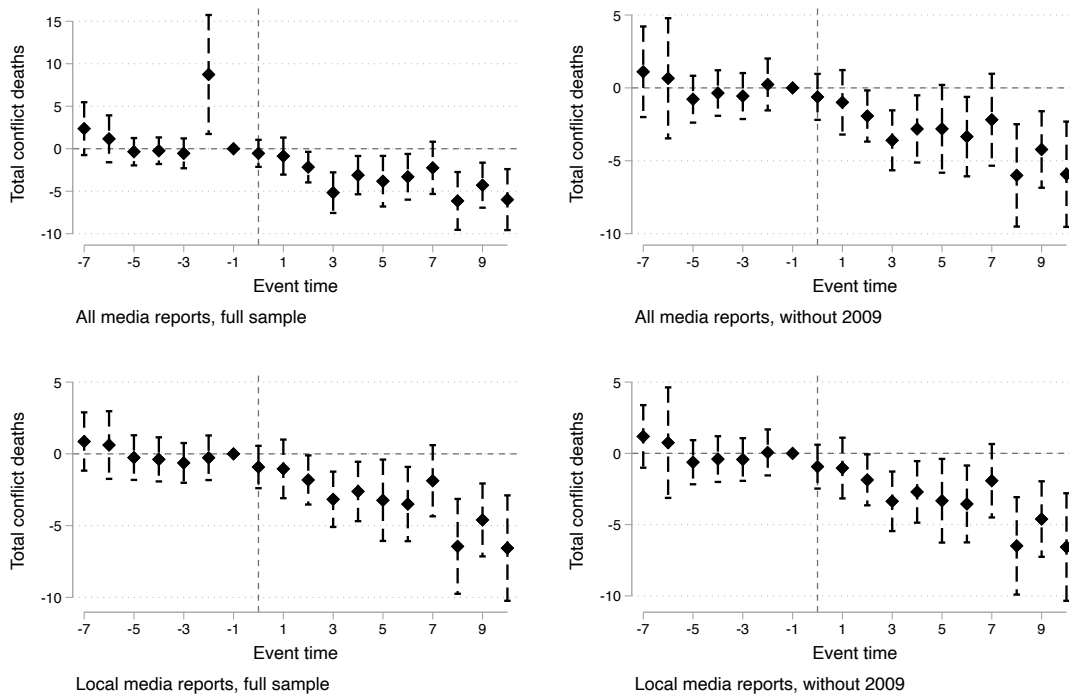 Total conflict deaths
15
10
5
0
-5
-10
-7 -5 -3 -1 1 3 5 7 9
Event time
All media reports, full sample
Total conflict deaths
5
0
-5
-10
-7 -5 -3 -1 1 3 5 7 9
Event time
All media reports, without 2009
Total conflict deaths
5
0
-5
-10
-7 -5 -3 -1 1 3 5 7 9
Event time
Local media reports, full sample
Total conflict deaths
5
0
-5
-10
-7 -5 -3 -1 1 3 5 7 9
Event time
Local media reports, without 2009